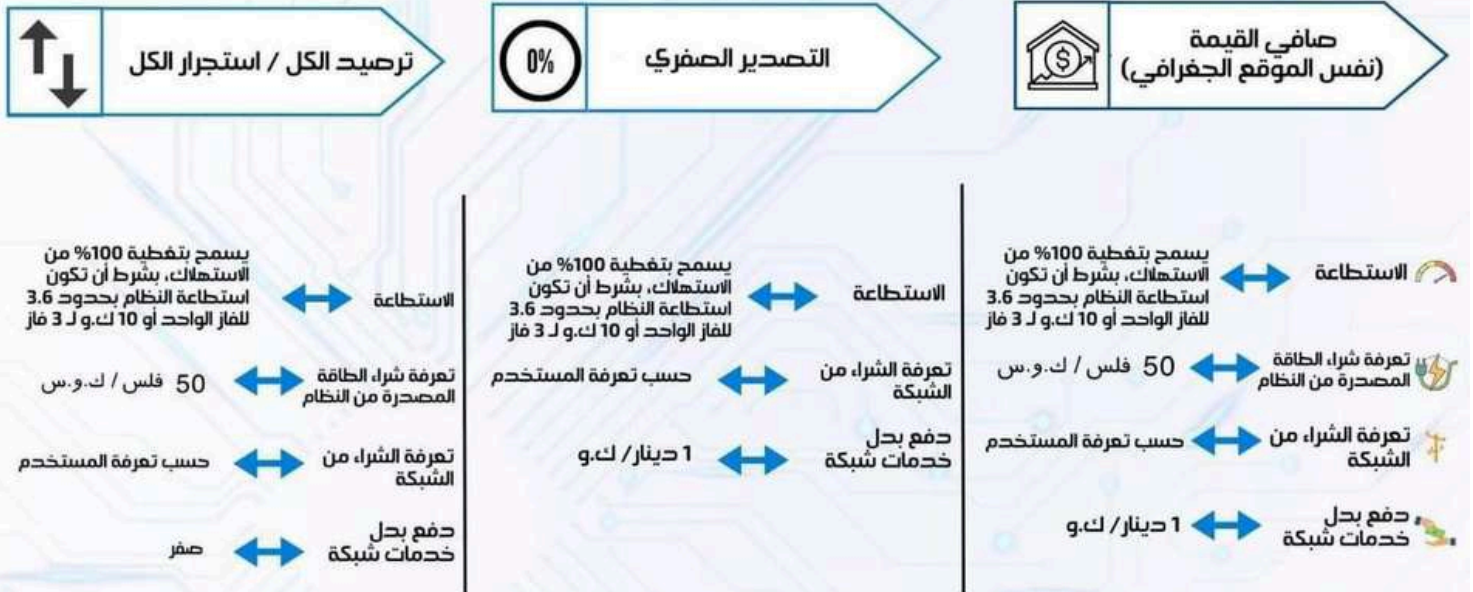 صافي القيمة
(نفس الموقع الجغرافي)
الاستطاعة
يسمح بتغطية 100% من
الاستهلاك، بشرط أن تكون
استطاعة النظام بحدود 3.6
للفاز الواحد أو 10 ك.و لـ 3 فاز
تعرفة شراء الطاقة
المصدرة من النظام
50 فلس / ك.و.س
تعرفة الشراء من
الشبكة
حسب تعرفة المستخدم
دفع بدل
خدمات شبكة
1 دينار/ ك.و
التصدير الصفري
0%
الاستطاعة
يسمح بتغطية 100% من
الاستهلاك، بشرط أن تكون
استطاعة النظام بحدود 3.6
للفاز الواحد أو 10 ك.و لـ 3 فاز
تعرفة الشراء من
الشبكة
حسب تعرفة المستخدم
دفع بدل
خدمات شبكة
1 دينار/ ك.و
ترصيد الكل / استجرار الكل
الاستطاعة
يسمح بتغطية 100% من
الاستهلاك، بشرط أن تكون
استطاعة النظام بحدود 3.6
للفاز الواحد أو 10 ك.و لـ 3 فاز
تعرفة شراء الطاقة
المصدرة من النظام
50 فلس / ك.و.س
تعرفة الشراء من
الشبكة
حسب تعرفة المستخدم
دفع بدل
خدمات شبكة
صفر